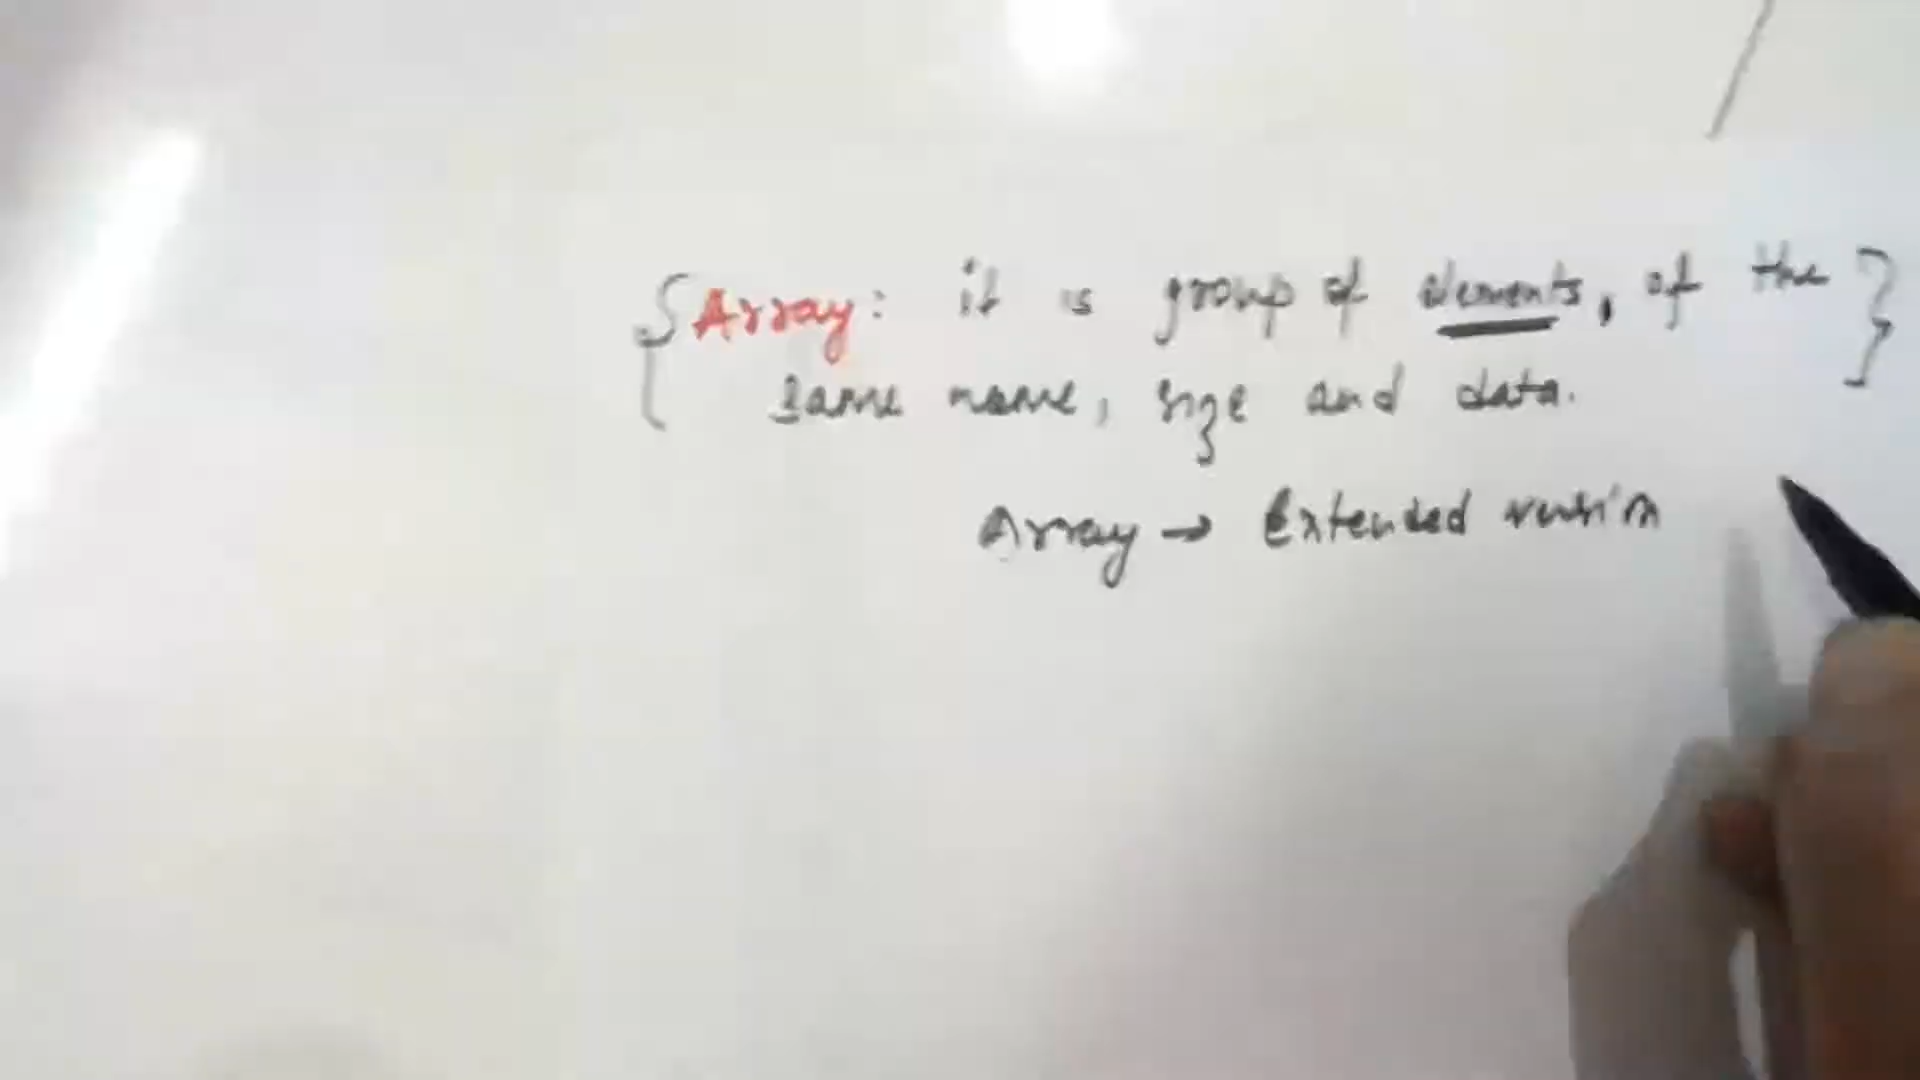 {Array: it is group of elements, of the}
same name, size and data.
Array → Extended version